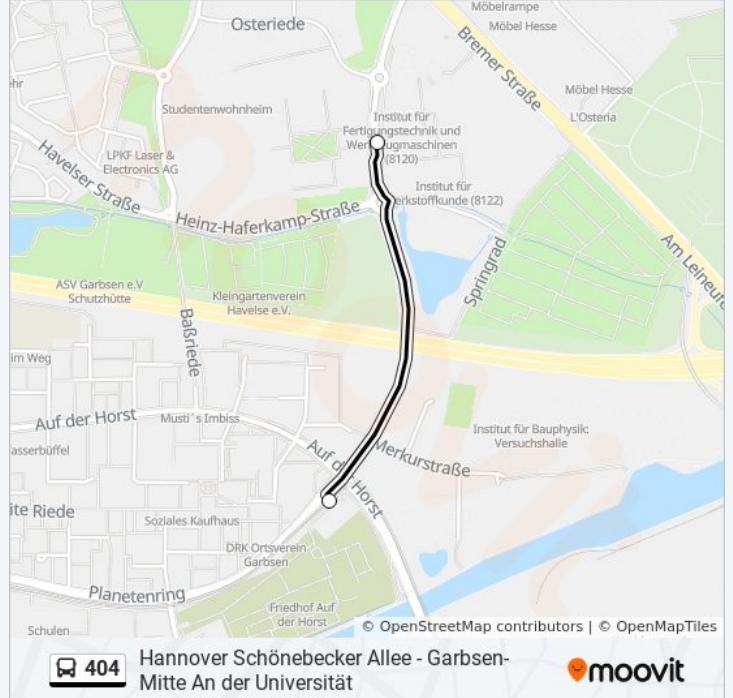 Möbelrampe
Möbel Hesse
Osteriede
Bremer Straße
Möbel Hesse
L'Osteria
ehr
Studentenwohnheim
Institut für
Fertigungstechnik und
Werkzeugmaschinen
(8120)
LPKF Laser &
Electronics AG
Havelser Straße
Institut für
erkstoffkunde (8122)
Heinz-Haferkamp-Straße
Springrad
Am Leineufe
ASV Garbsen e.V
Schutzhütte
Kleingartenverein
Havelse e.V.
Baßriede
im Weg
Auf der Horst
Musti´s Imbiss
Institut für Bauphysik:
Versuchshalle
Auf der Horst
Merkurstraße
asserbüffel
ite Riede
Soziales Kaufhaus
DRK Ortsverein
Garbsen
Planetenring
Friedhof Auf
der Horst
Schulen
© OpenStreetMap contributors | © OpenMapTiles
404
Hannover Schönebecker Allee - Garbsen-
Mitte An der Universität
moovit